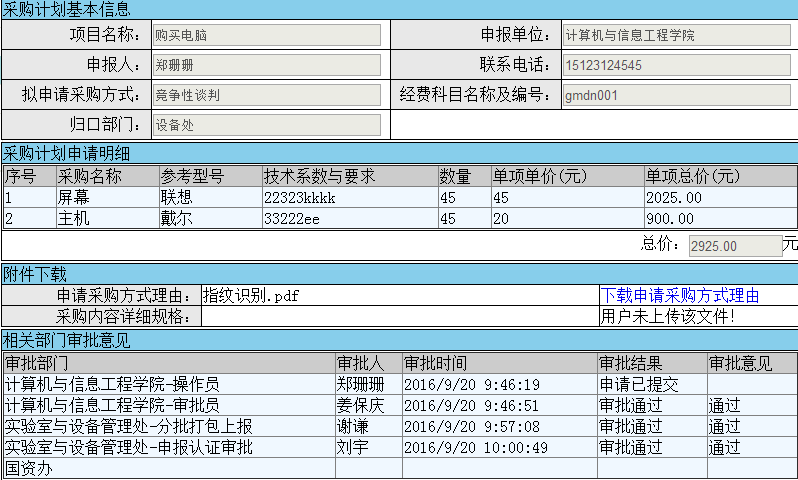 采购计划基本信息
项目名称： 购买电脑 申报单位： 计算机与信息工程学院
申报人： 郑珊珊 联系电话： 15123124545
拟申请采购方式： 竞争性谈判 经费科目名称及编号： gmdn001
归口部门： 设备处
采购计划申请明细
序号 采购名称 参考型号 技术系数与要求 数量 单项单价(元) 单项总价(元)
1 屏幕 联想 22323kkkk 45 45 2025.00
2 主机 戴尔 33222ee 45 20 900.00
总价： 2925.00 元
附件下载
申请采购方式理由： 指纹识别.pdf 下载申请采购方式理由
采购内容详细规格： 用户未上传该文件！
相关部门审批意见
审批部门 审批人 审批时间 审批结果 审批意见
计算机与信息工程学院-操作员 郑珊珊 2016/9/20 9:46:19 申请已提交
计算机与信息工程学院-审批员 姜保庆 2016/9/20 9:46:51 审批通过 通过
实验室与设备管理处-分批打包上报 谢谦 2016/9/20 9:57:08 审批通过 通过
实验室与设备管理处-申报认证审批 刘宇 2016/9/20 10:00:49 审批通过 通过
国资办